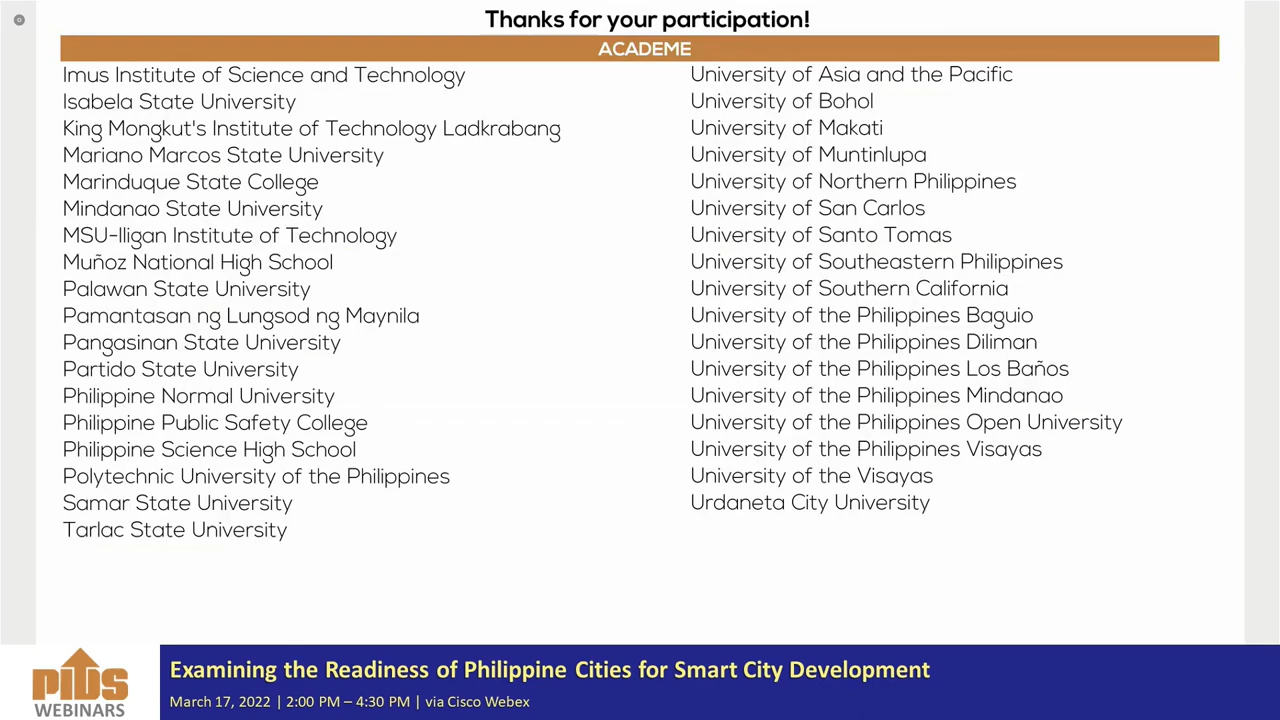 Thanks for your participation!
ACADEME
Imus Institute of Science and Technology
Isabela State University
King Mongkut's Institute of Technology Ladkrabang
Mariano Marcos State University
Marinduque State College
Mindanao State University
MSU-Iligan Institute of Technology
Muñoz National High School
Palawan State University
Pamantasan ng Lungsod ng Maynila
Pangasinan State University
Partido State University
Philippine Normal University
Philippine Public Safety College
Philippine Science High School
Polytechnic University of the Philippines
Samar State University
Tarlac State University
University of Asia and the Pacific
University of Bohol
University of Makati
University of Muntinlupa
University of Northern Philippines
University of San Carlos
University of Santo Tomas
University of Southeastern Philippines
University of Southern California
University of the Philippines Baguio
University of the Philippines Diliman
University of the Philippines Los Baños
University of the Philippines Mindanao
University of the Philippines Open University
University of the Philippines Visayas
University of the Visayas
Urdaneta City University
PIDS
WEBINARS
Examining the Readiness of Philippine Cities for Smart City Development
March 17, 2022 | 2:00 PM – 4:30 PM | via Cisco Webex